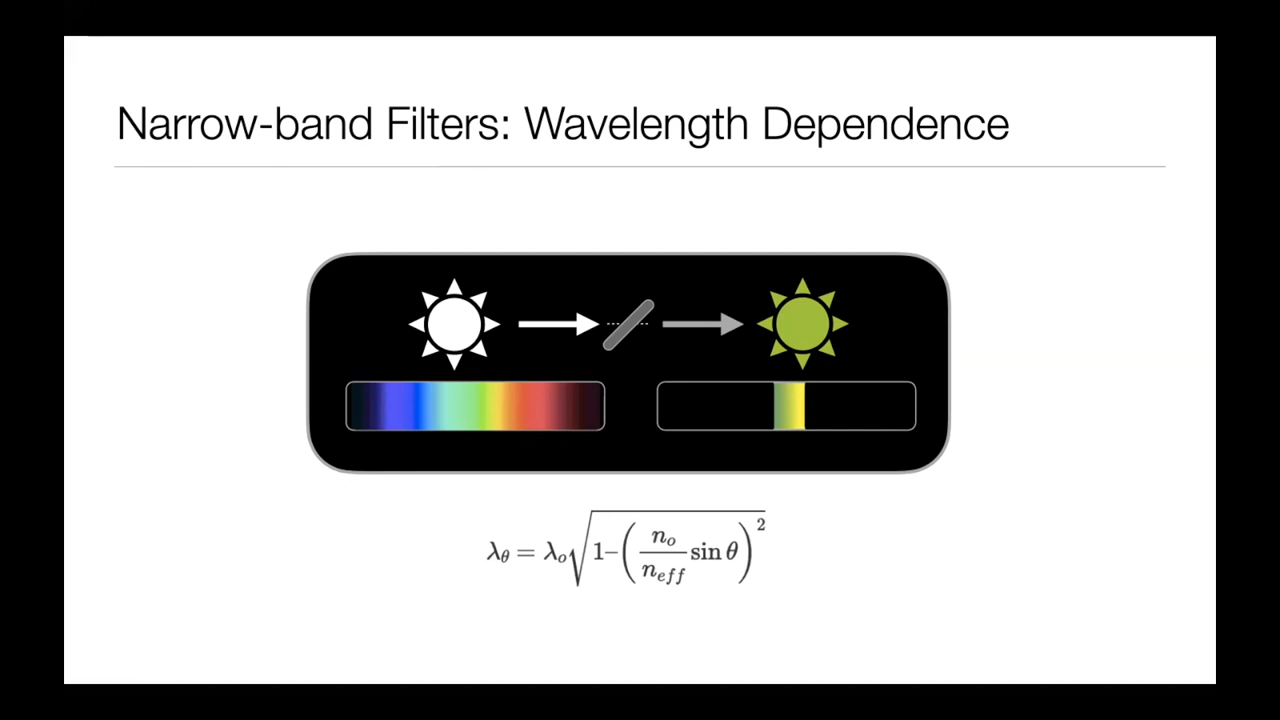 Narrow-band Filters: Wavelength Dependence
λ_θ = λ_o √(1–(n_o/n_eff sin θ)²)